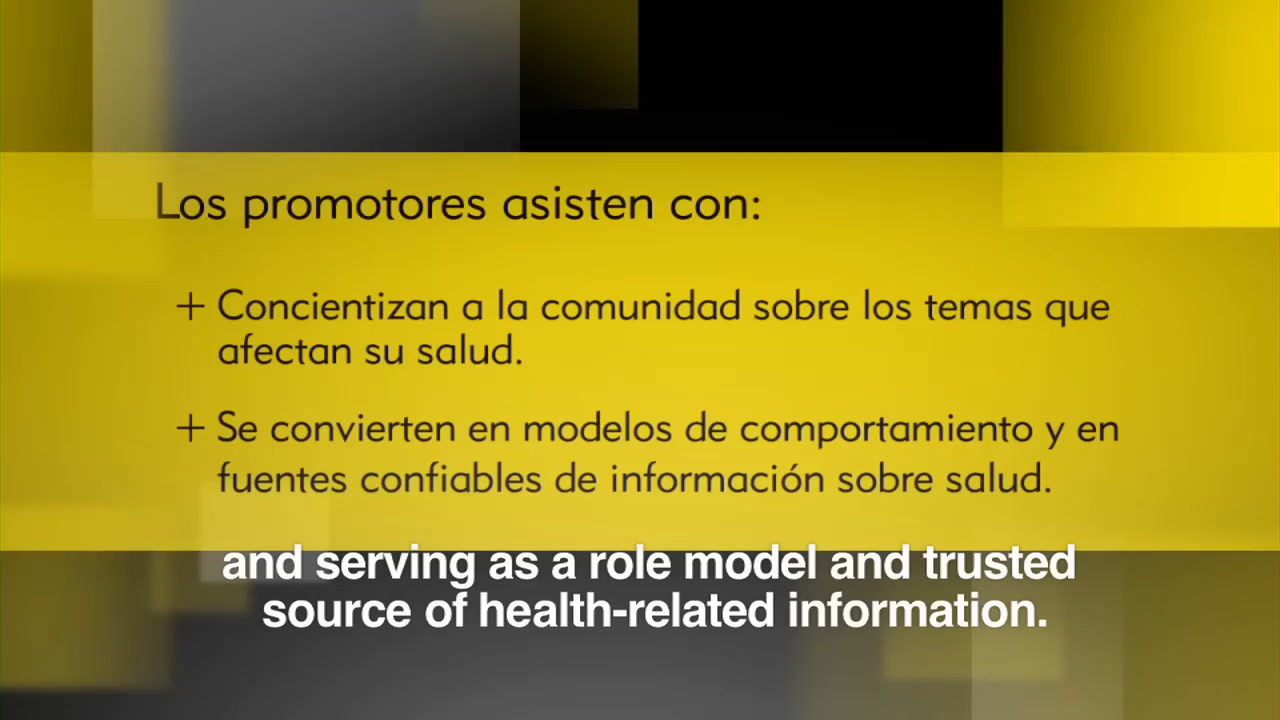 Los promotores asisten con:
+ Concientizan a la comunidad sobre los temas que
afectan su salud.
+ Se convierten en modelos de comportamiento y en
fuentes confiables de información sobre salud.
and serving as a role model and trusted
source of health-related information.